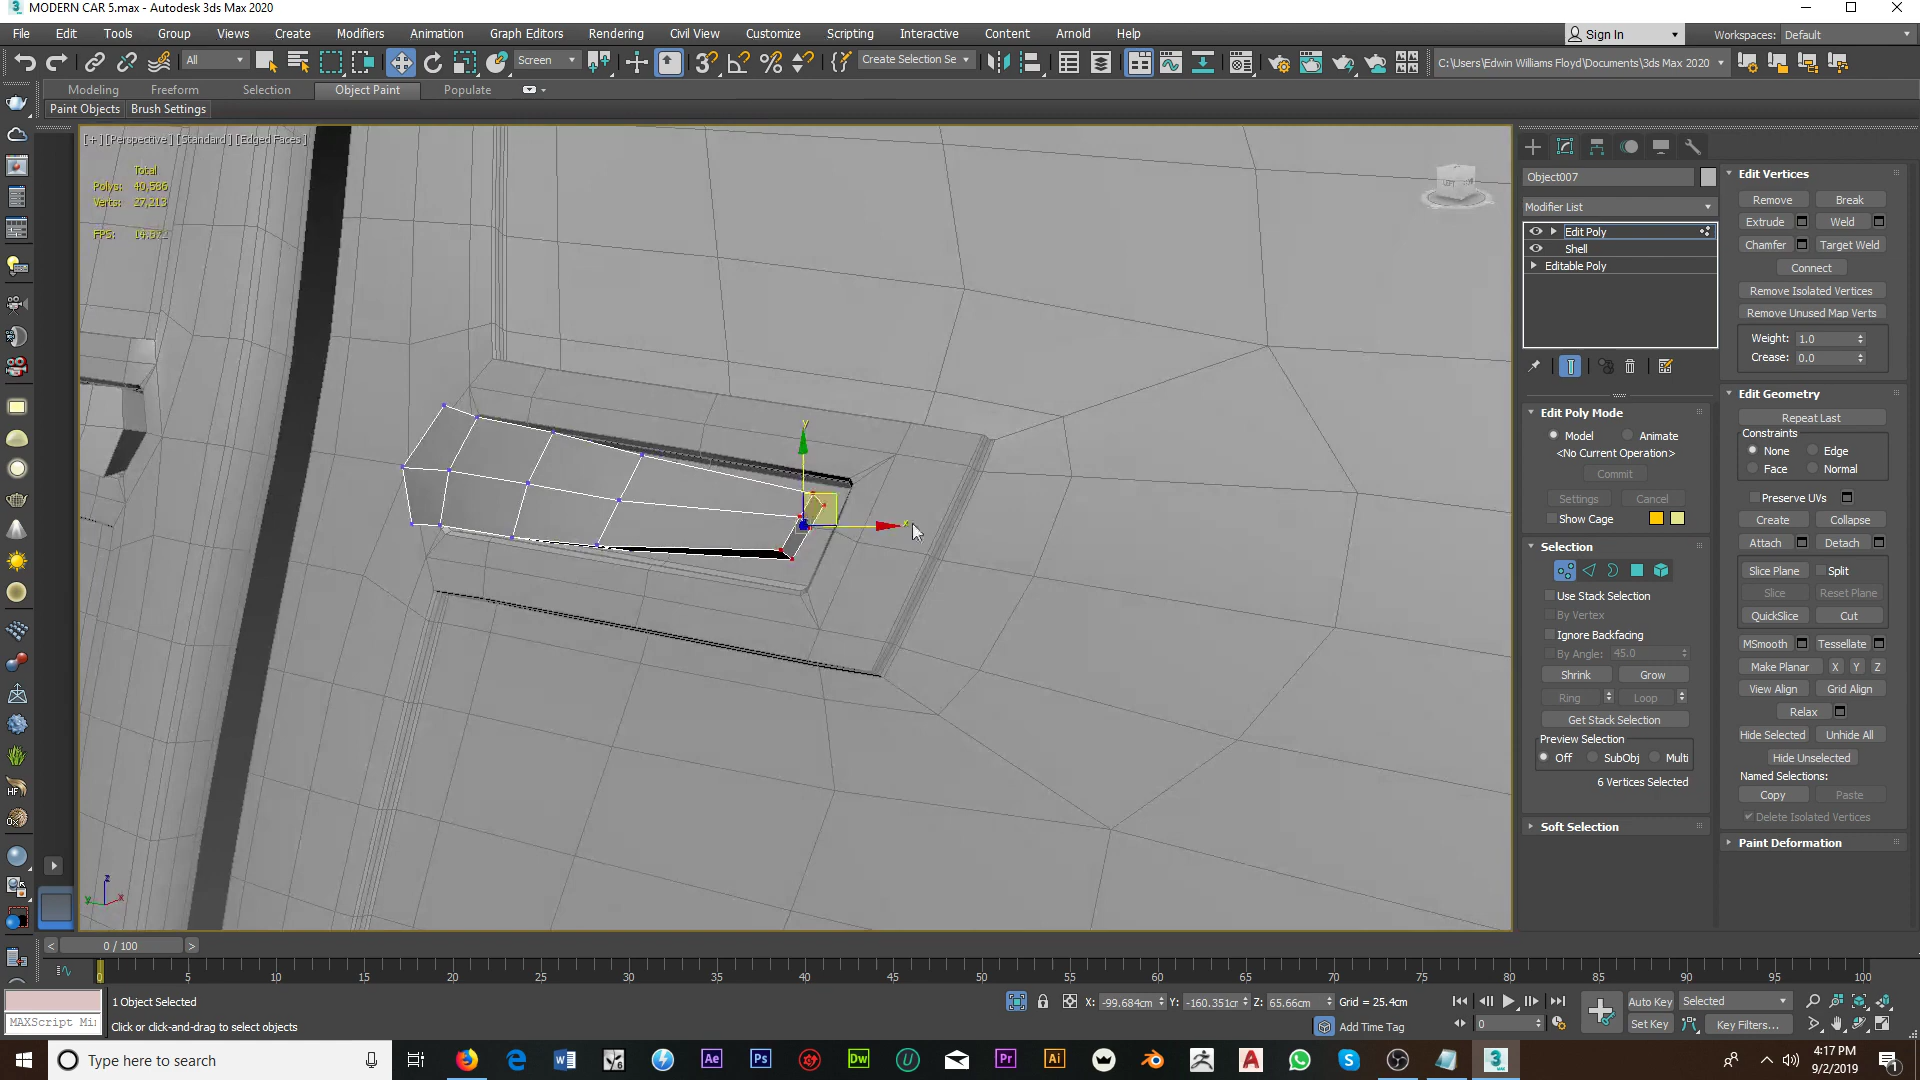 MODERN CAR 5.max - Autodesk 3ds Max 2020
File Edit Tools Group Views Create Modifiers Animation Graph Editors Rendering Civil View Customize Scripting Interactive Content Arnold Help
Sign In
Workspaces: Default
All
Screen
Create Selection Se
C:\Users\Edwin Williams Floyd\Documents\3ds Max 2020
Modeling Freeform Selection Object Paint Populate
Paint Objects Brush Settings
[+] [Perspective] [Standard] [Edged Faces]
Total
Polys: 40,536
Verts: 27,213
FPS:
y
x
LEFT
Object007
Modifier List
Edit Poly
Shell
Editable Poly
Edit Poly Mode
Model Animate
<No Current Operation>
Commit
Settings Cancel
Show Cage
Selection
Use Stack Selection
By Vertex
Ignore Backfacing
By Angle: 45.0
Shrink Grow
Ring Loop
Get Stack Selection
Preview Selection
Off SubObj Multi
6 Vertices Selected
Soft Selection
Edit Vertices
Remove Break
Extrude Weld
Chamfer Target Weld
Connect
Remove Isolated Vertices
Remove Unused Map Verts
Weight: 1.0
Crease: 0.0
Edit Geometry
Repeat Last
Constraints
None Edge
Face Normal
Preserve UVs
Create Collapse
Attach Detach
Slice Plane Split
Slice Reset Plane
QuickSlice Cut
MSmooth Tessellate
Make Planar X Y Z
View Align Grid Align
Relax
Hide Selected Unhide All
Hide Unselected
Named Selections:
Copy Paste
Delete Isolated Vertices
Paint Deformation
HF
z
y x
0 / 100
0 5 10 15 20 25 30 35 40 45 50 55 60 65 70 75 80 85 90 95 100
1 Object Selected
MAXScript Mi
Click or click-and-drag to select objects
X: -99.684cm Y: -160.351cr Z: 65.66cm Grid = 25.4cm
Add Time Tag
0
Auto Key Selected
Set Key Key Filters...
Type here to search
Ae Ps Dw Pr Ai
4:17 PM
9/2/2019
1